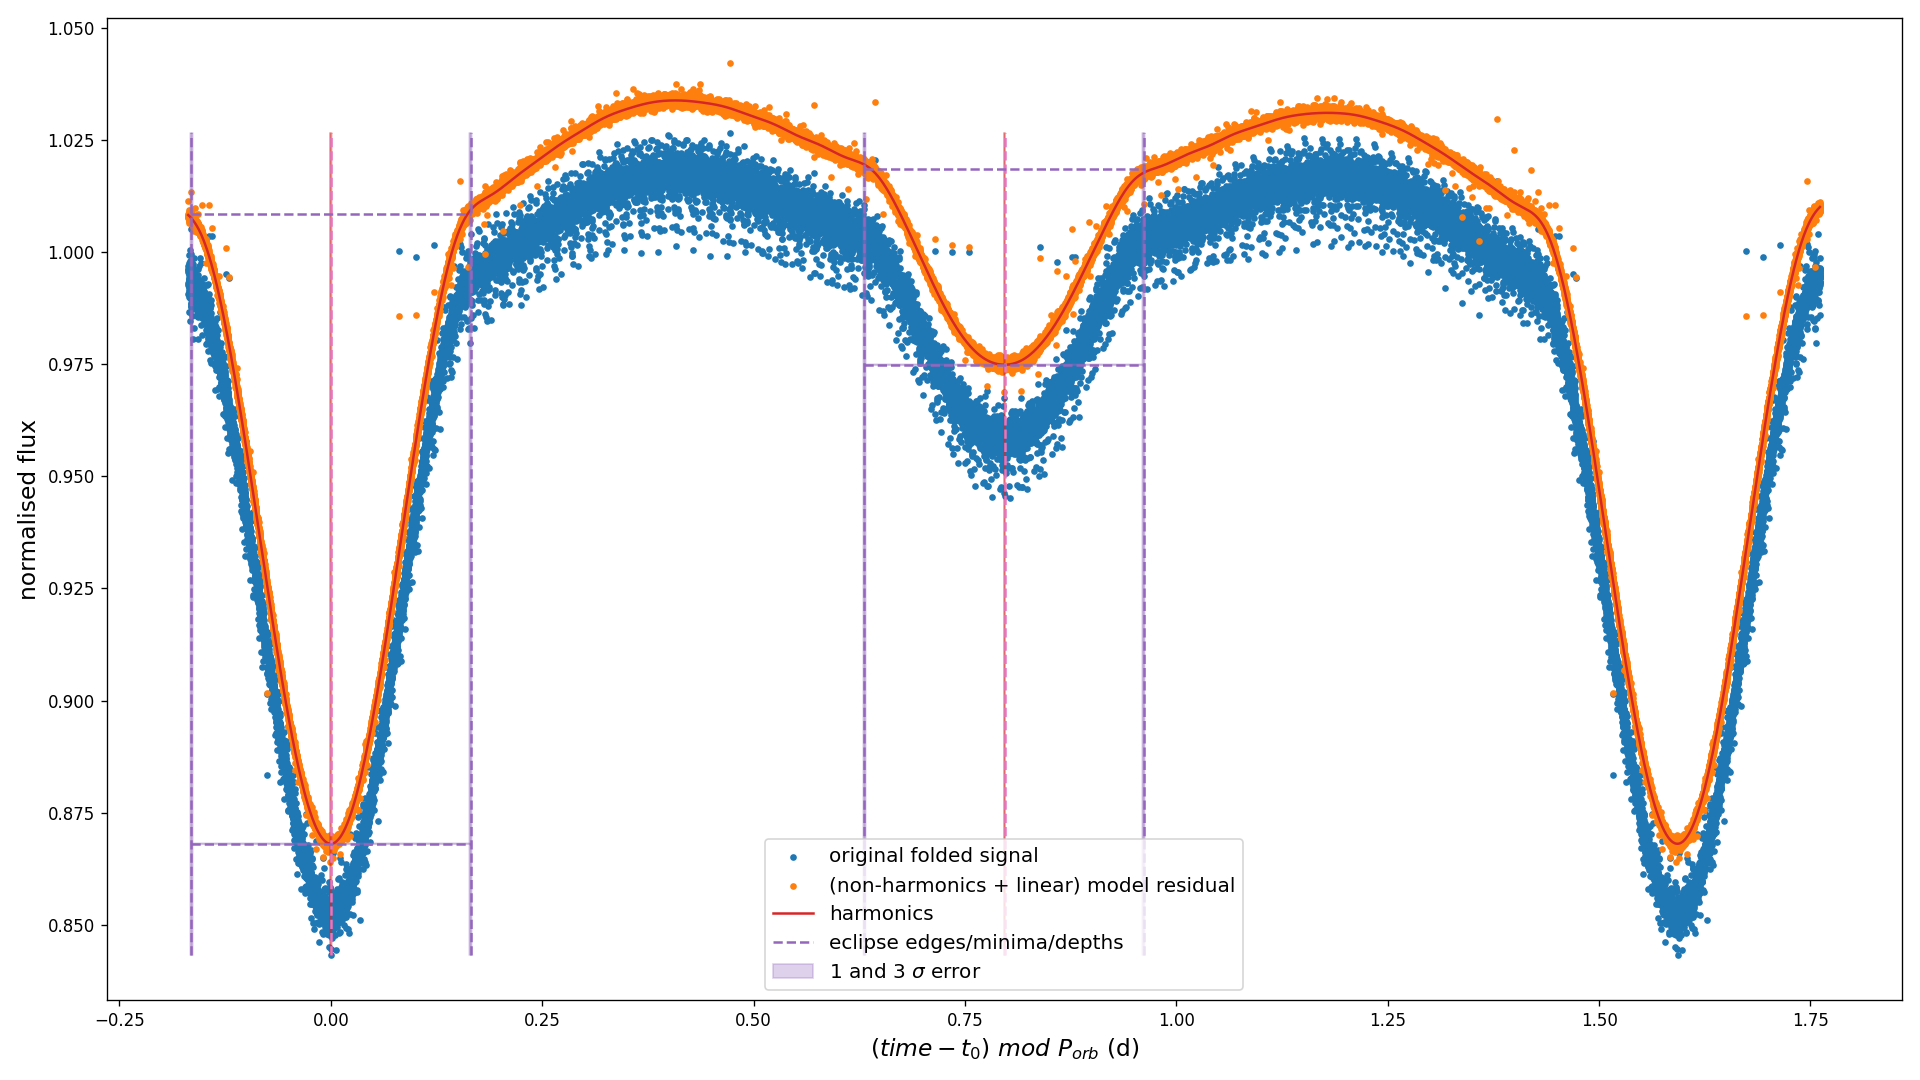 1.050
1.025
1.000
0.975
0.950
0.925
0.900
0.875
0.850
normalised flux
original folded signal
(non-harmonics + linear) model residual
harmonics
eclipse edges/minima/depths
1 and 3 σ error
−0.25 0.00 0.25 0.50 0.75 1.00 1.25 1.50 1.75
(time − t₀) mod P_orb (d)